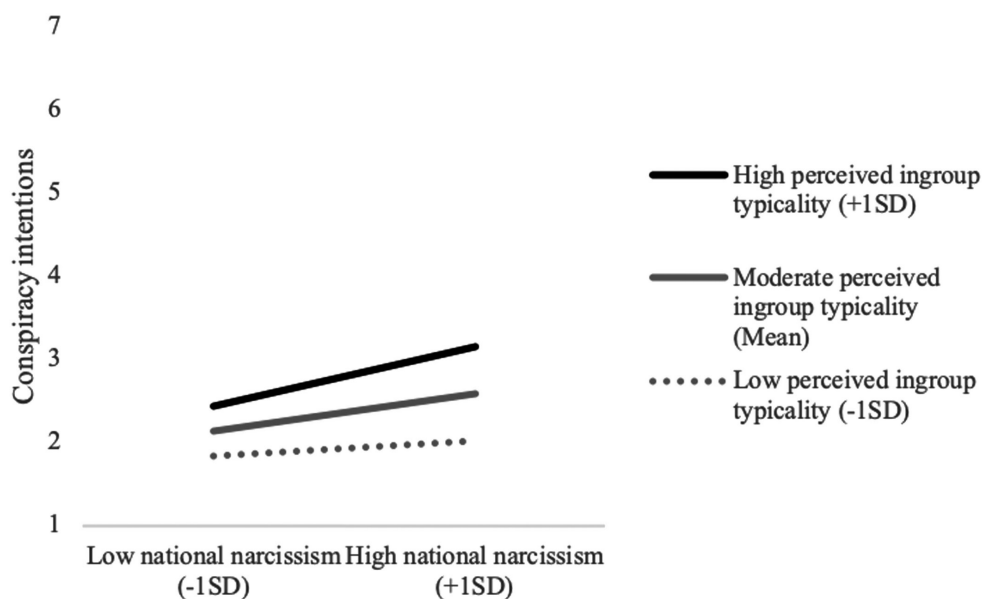 7
6
5
4
3
2
1
Conspiracy intentions
Low national narcissism
(-1SD)
High national narcissism
(+1SD)
High perceived ingroup
typicality (+1SD)
Moderate perceived
ingroup typicality
(Mean)
Low perceived ingroup
typicality (-1SD)